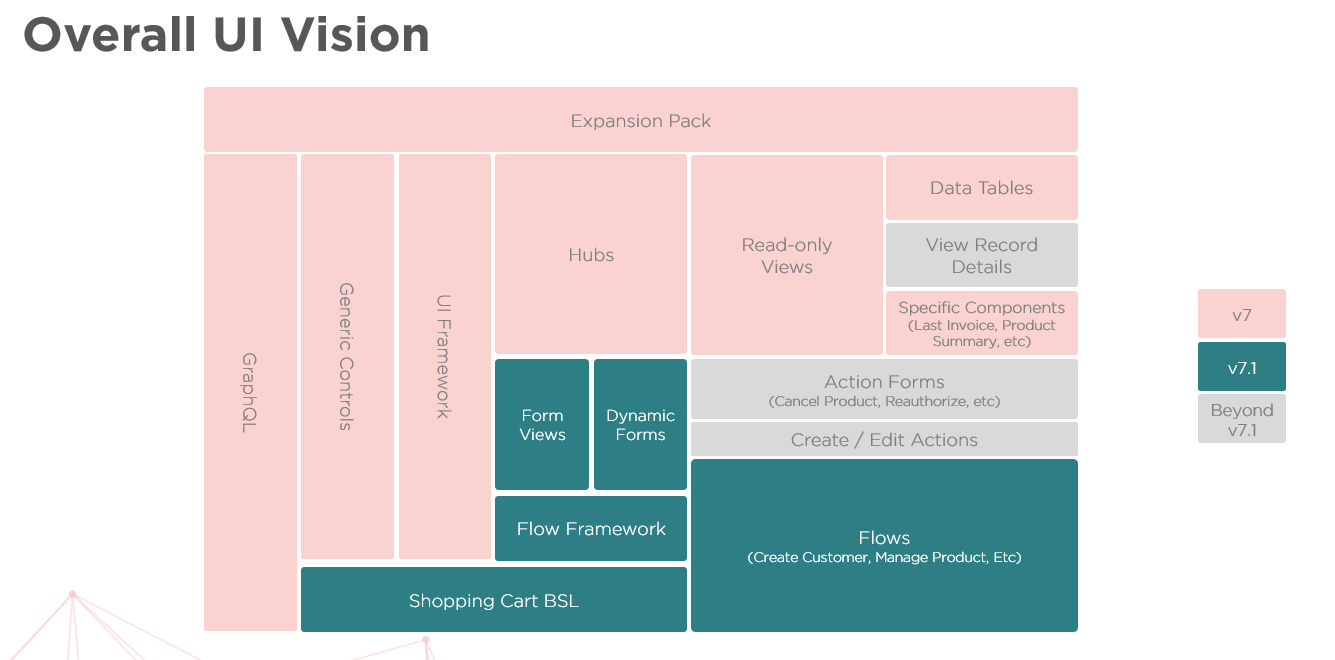 Overall UI Vision
Expansion Pack
GraphQL
Generic Controls
UI Framework
Hubs
Read-only
Views
Data Tables
View Record
Details
Specific Components
(Last Invoice, Product
Summary, etc)
Form
Views
Dynamic
Forms
Action Forms
(Cancel Product, Reauthorize, etc)
Create / Edit Actions
Flow Framework
Flows
(Create Customer, Manage Product, Etc)
Shopping Cart BSL
v7
v7.1
Beyond
v7.1